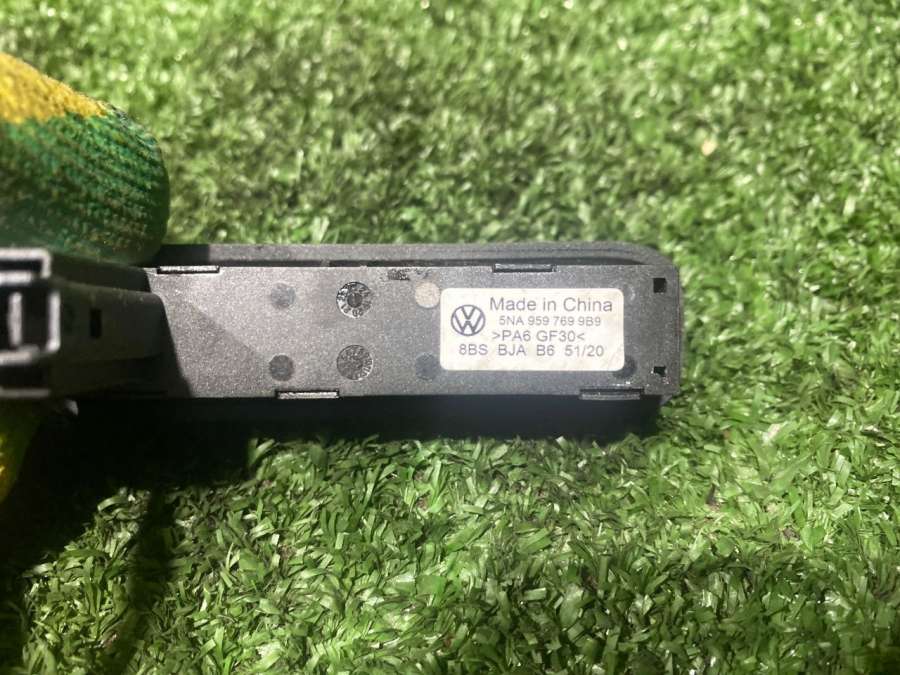 Made in China
5NA 959 769 9B9
>PA6 GF30<
8BS BJA B6 51/20